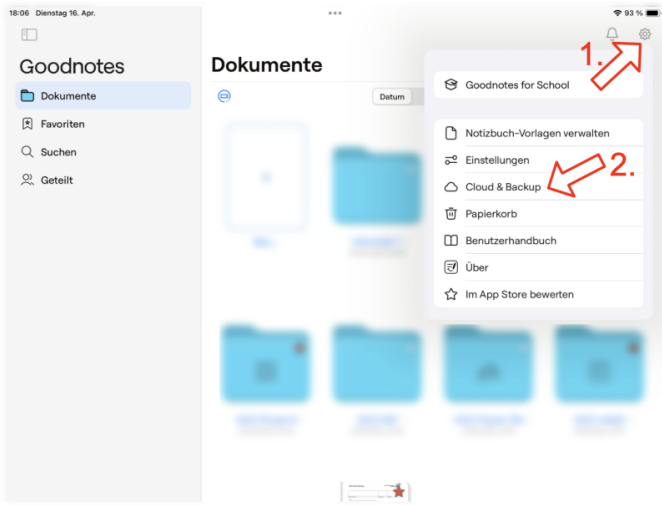 18:06 Dienstag 16. Apr.
93 %
Goodnotes
Dokumente
Favoriten
Suchen
Geteilt
Dokumente
Datum
1.
Goodnotes for School
Notizbuch-Vorlagen verwalten
Einstellungen
2.
Cloud & Backup
Papierkorb
Benutzerhandbuch
Über
Im App Store bewerten